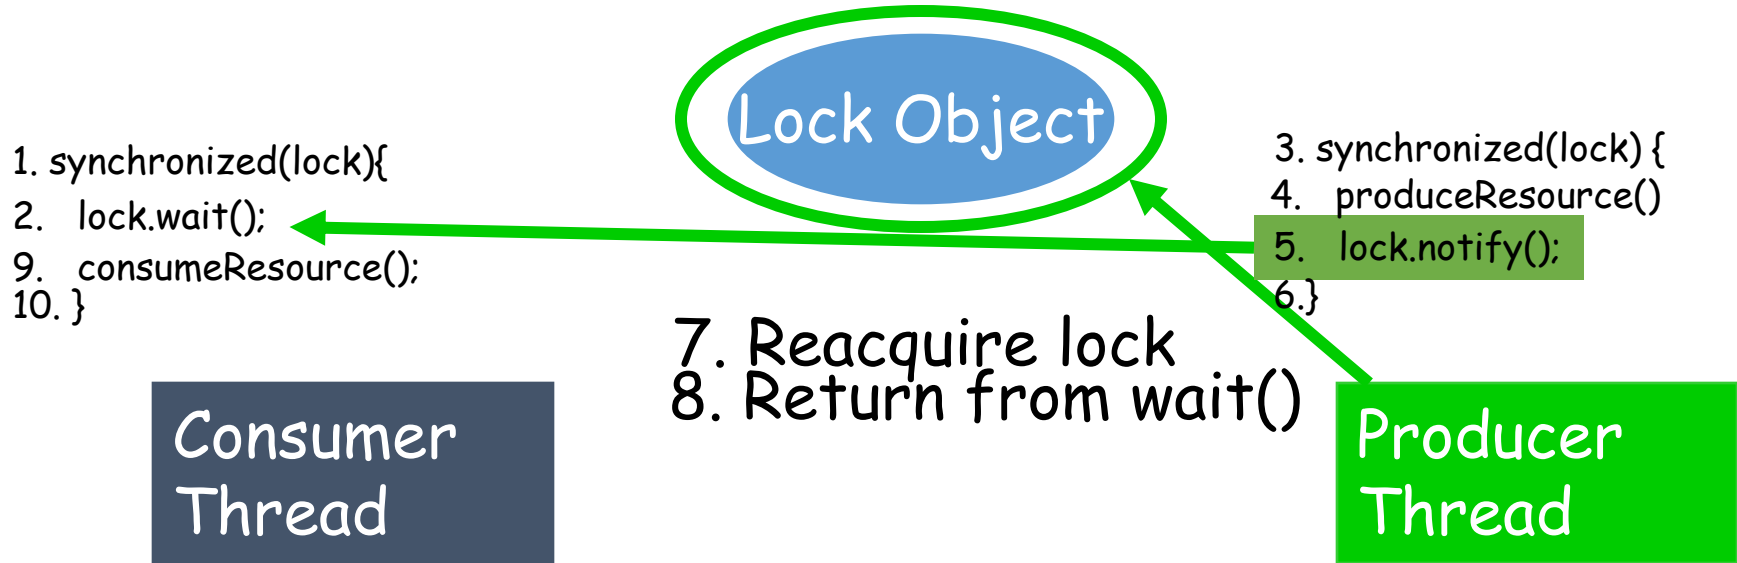 Lock Object
1. synchronized(lock){
2. lock.wait();
9. consumeResource();
10. }
3. synchronized(lock) {
4. produceResource()
5. lock.notify();
6.}
7. Reacquire lock
8. Return from wait()
Consumer
Thread
Producer
Thread